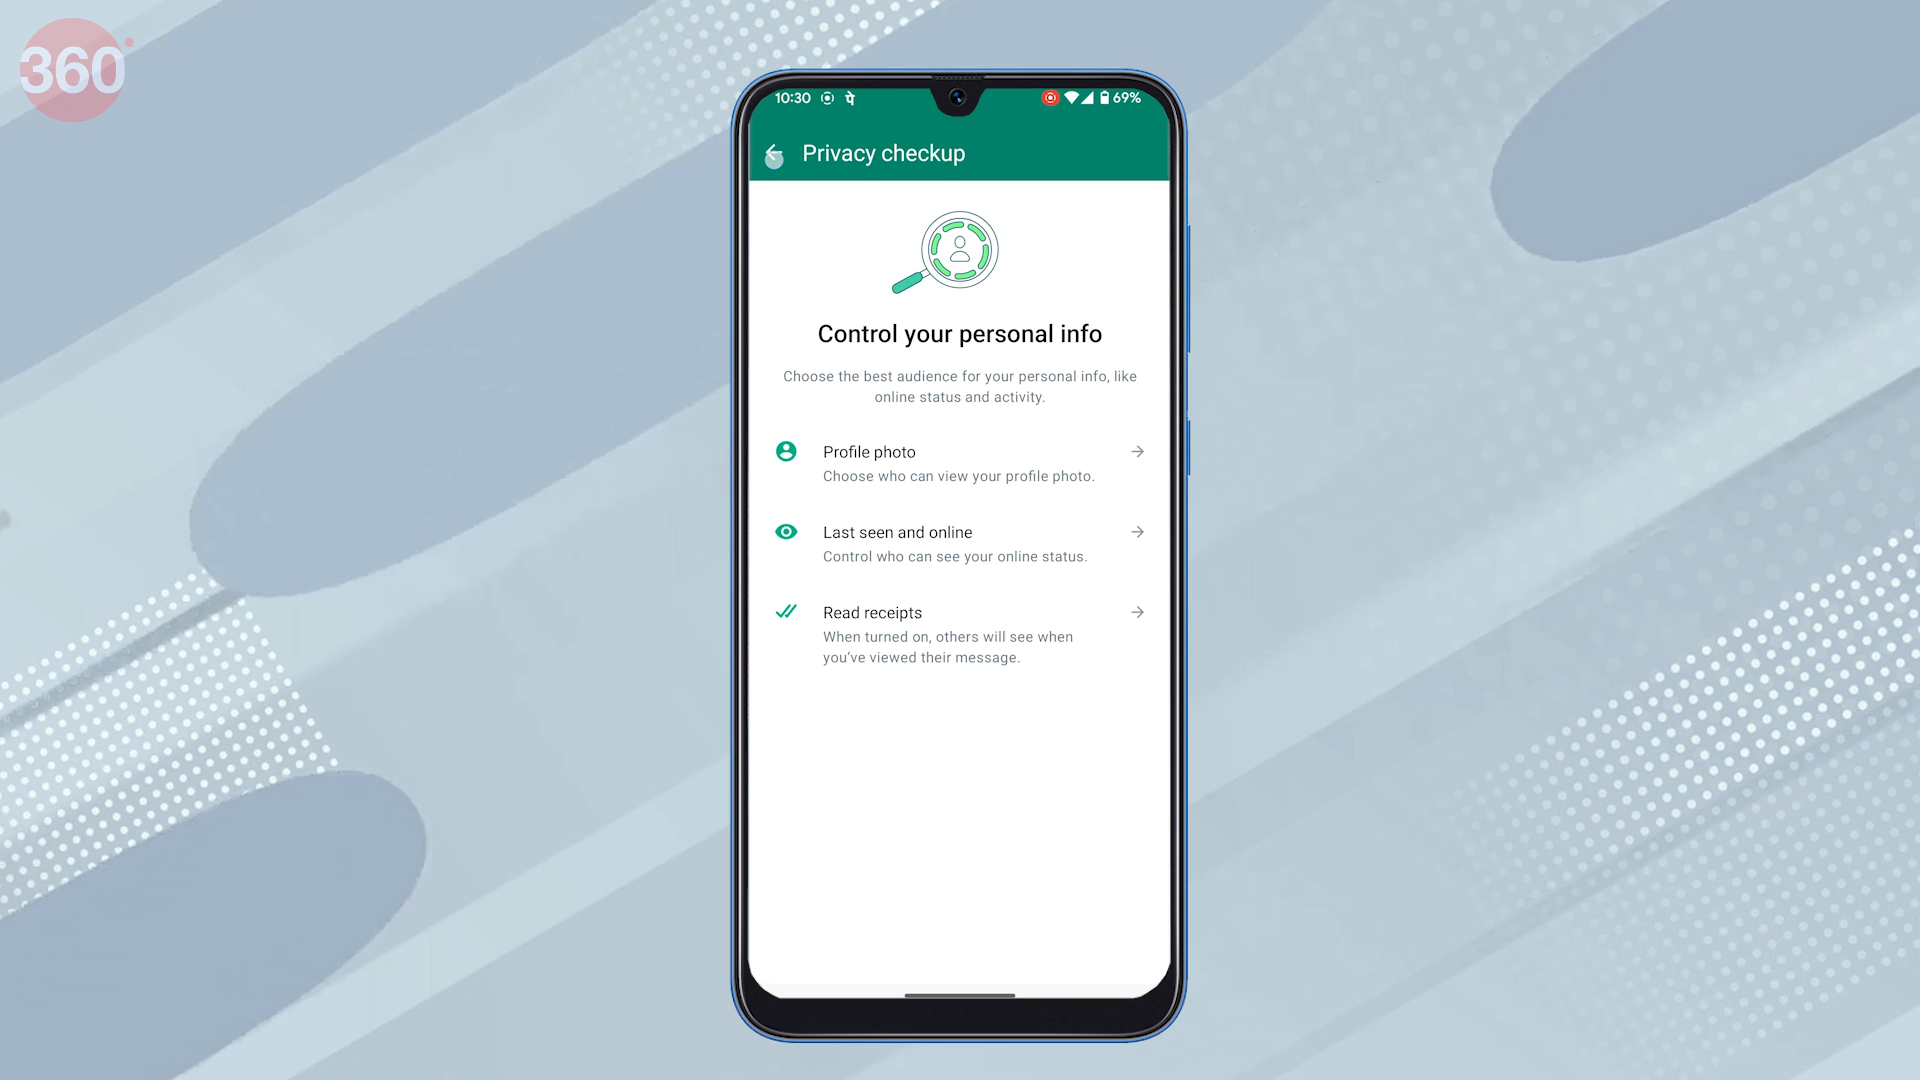 360
10:30 पे 69%
Privacy checkup
Control your personal info
Choose the best audience for your personal info, like
online status and activity.
Profile photo
Choose who can view your profile photo.
Last seen and online
Control who can see your online status.
Read receipts
When turned on, others will see when
you’ve viewed their message.